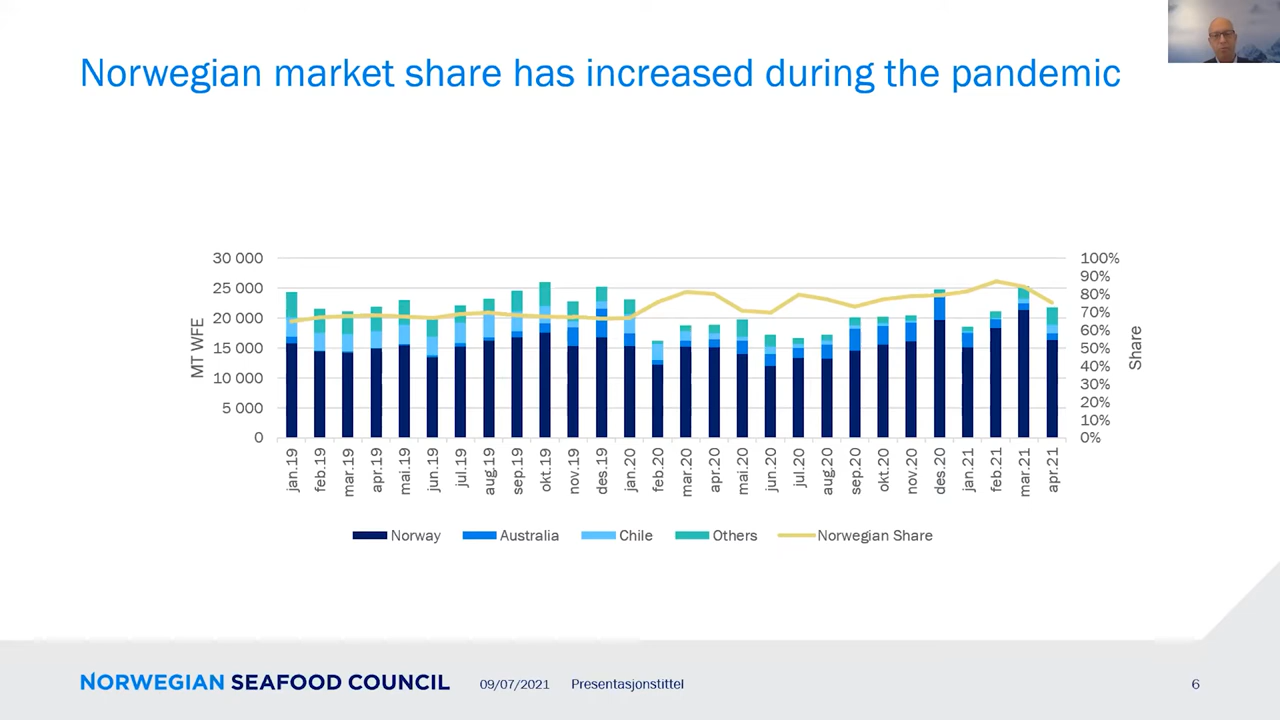 Norwegian market share has increased during the pandemic
30 000
25 000
20 000
15 000
10 000
5 000
0
MT WFE
100%
90%
80%
70%
60%
50%
40%
30%
20%
10%
0%
Share
jan.19
feb.19
mar.19
apr.19
mai.19
jun.19
jul.19
aug.19
sep.19
okt.19
nov.19
des.19
jan.20
feb.20
mar.20
apr.20
mai.20
jun.20
jul.20
aug.20
sep.20
okt.20
nov.20
des.20
jan.21
feb.21
mar.21
apr.21
Norway Australia Chile Others Norwegian Share
NORWEGIAN SEAFOOD COUNCIL 09/07/2021 Presentasjonstittel 6